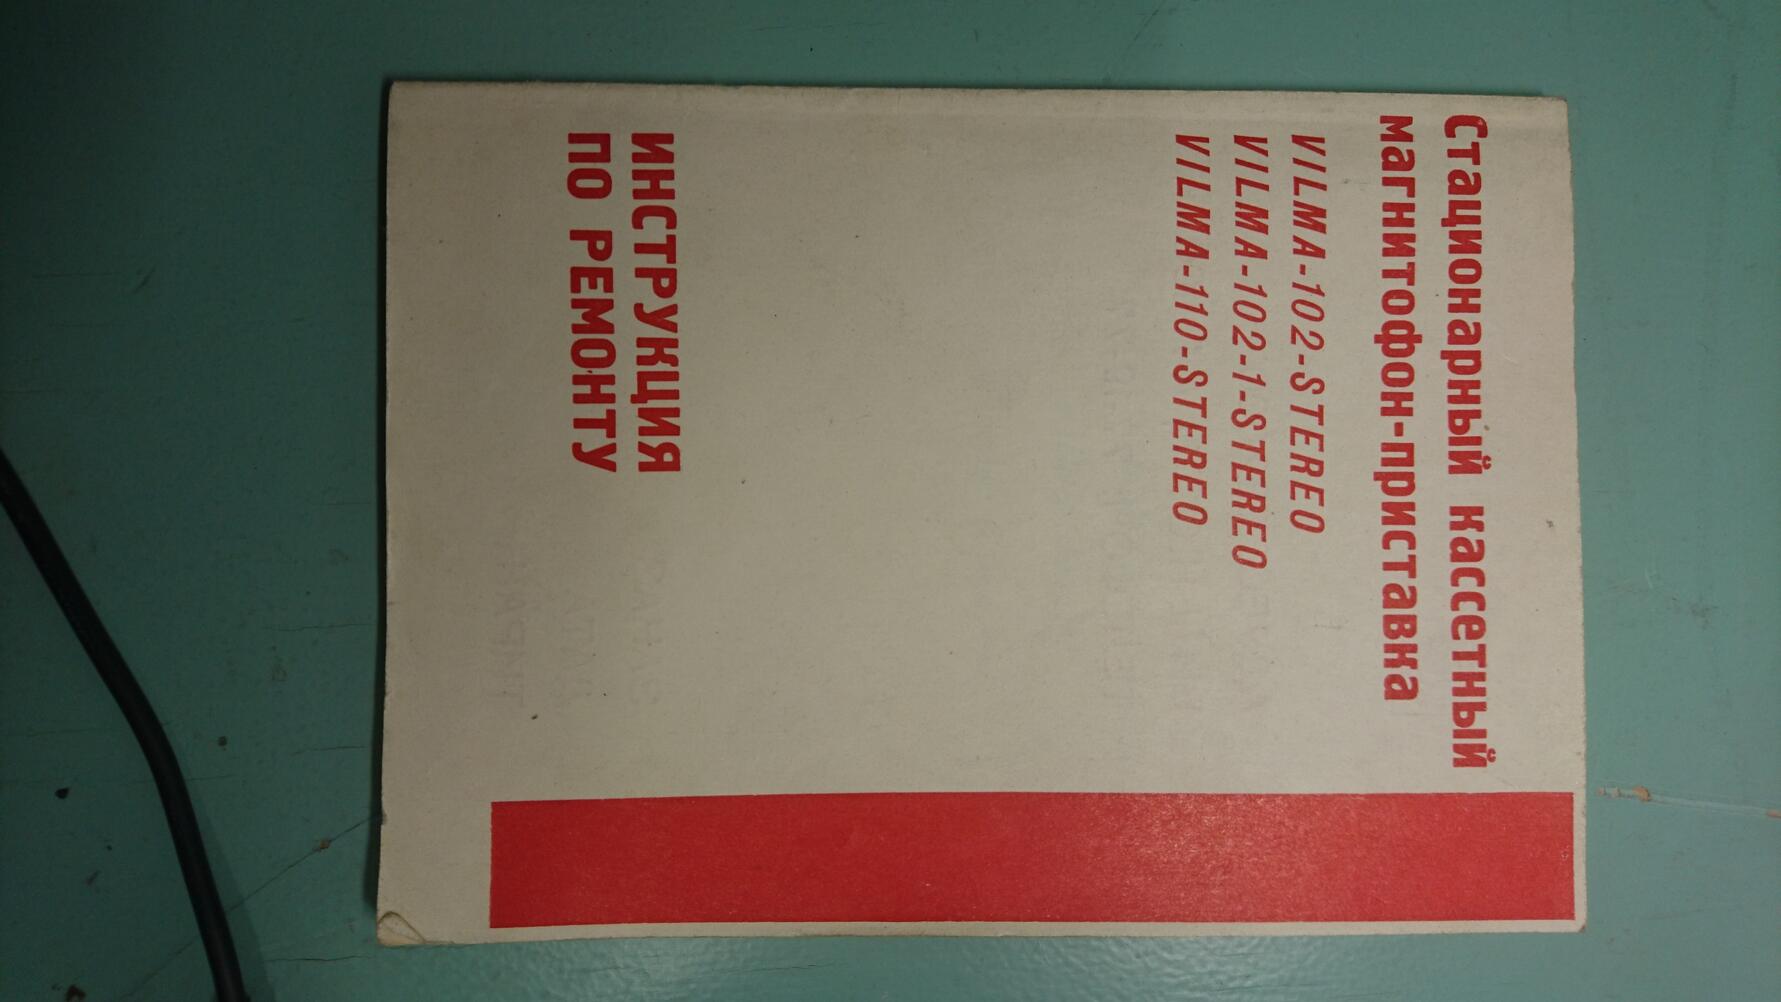 Стационарный кассетный
магнитофон-приставка
VILMA-102-STEREO
VILMA-102-1-STEREO
VILMA-110-STEREO
ИНСТРУКЦИЯ
ПО РЕМОНТУ